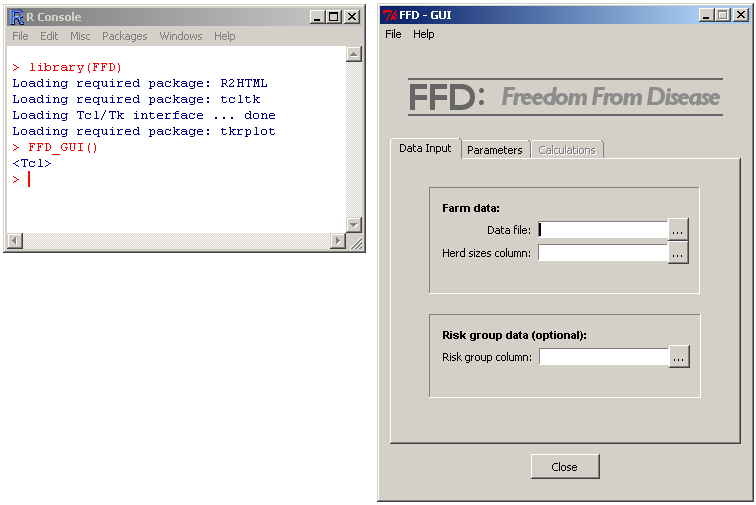 R Console
File Edit Misc Packages Windows Help
> library(FFD)
Loading required package: R2HTML
Loading required package: tcltk
Loading Tcl/Tk interface ... done
Loading required package: tkrplot
> FFD_GUI()
<Tcl>
>
FFD - GUI
File Help
FFD: Freedom From Disease
Data Input Parameters Calculations
Farm data:
Data file: ...
Herd sizes column: ...
Risk group data (optional):
Risk group column: ...
Close